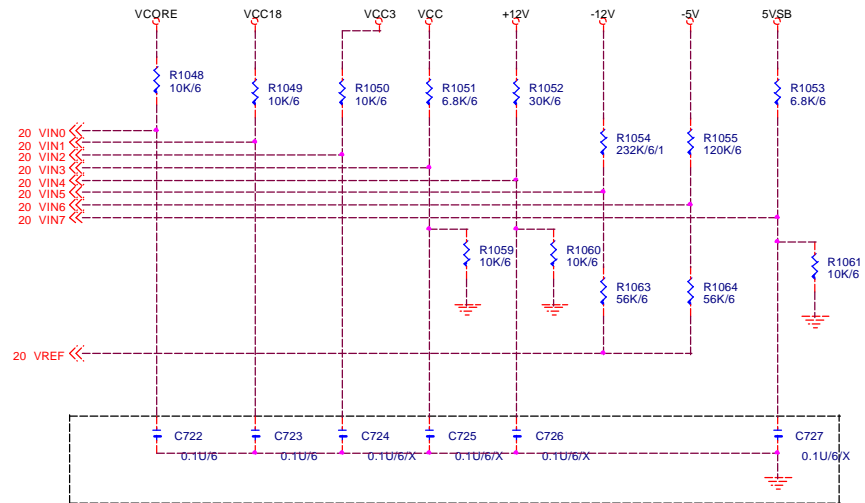 VCORE VCC18 VCC3 VCC +12V -12V -5V 5VSB
R1048
10K/6
R1049
10K/6
R1050
10K/6
R1051
6.8K/6
R1052
30K/6
R1053
6.8K/6
R1054
232K/6/1
R1055
120K/6
20 VIN0
20 VIN1
20 VIN2
20 VIN3
20 VIN4
20 VIN5
20 VIN6
20 VIN7
R1059
10K/6
R1060
10K/6
R1061
10K/6
R1063
56K/6
R1064
56K/6
20 VREF
C722
0.1U/6
C723
0.1U/6
C724
0.1U/6/X
C725
0.1U/6/X
C726
0.1U/6/X
C727
0.1U/6/X